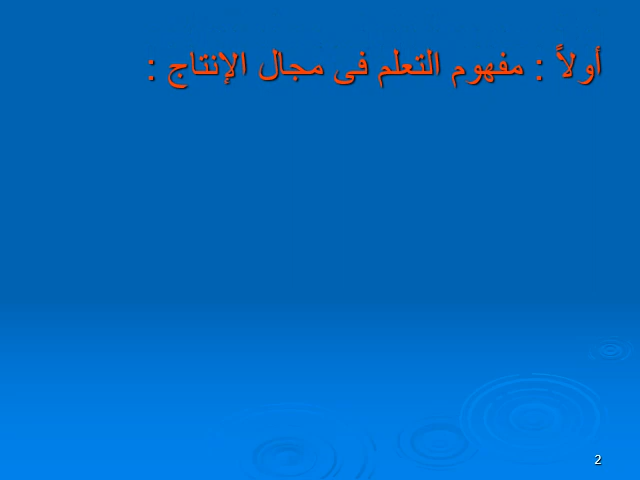 أولاً : مفهوم التعلم فى مجال الإنتاج :
2